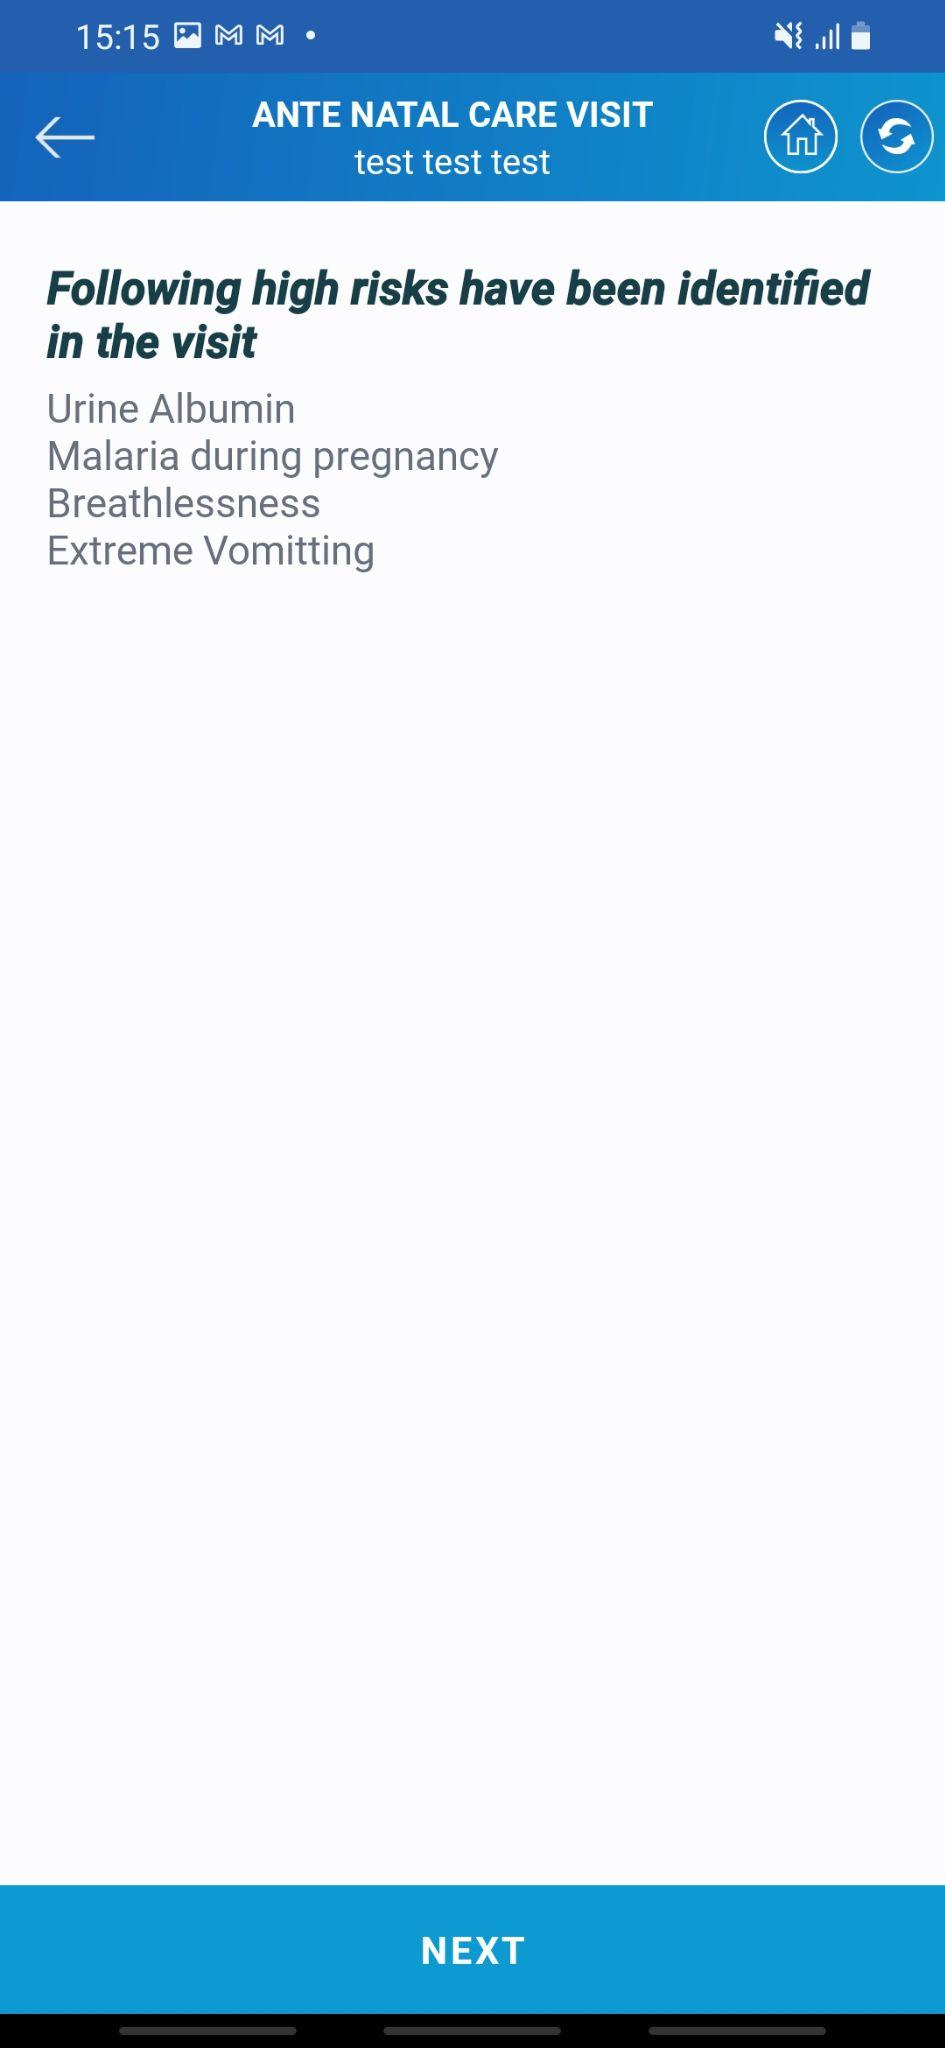 15:15
ANTE NATAL CARE VISIT
test test test
Following high risks have been identified
in the visit
Urine Albumin
Malaria during pregnancy
Breathlessness
Extreme Vomitting
NEXT